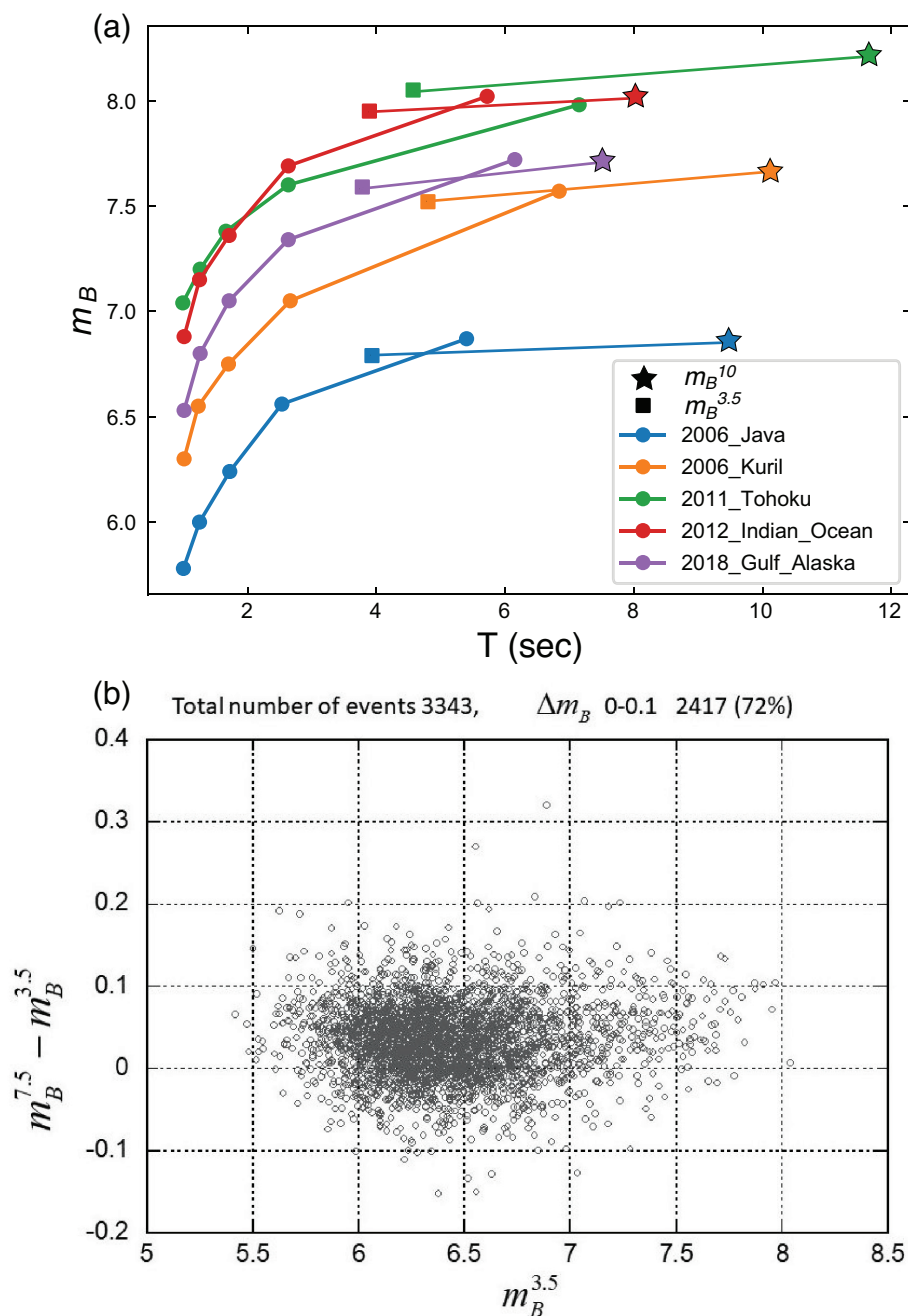 (a)
8.0
7.5
7.0
6.5
6.0
m_B
2 4 6 8 10 12
T (sec)
m_B^10
m_B^3.5
2006_Java
2006_Kuril
2011_Tohoku
2012_Indian_Ocean
2018_Gulf_Alaska
(b)
Total number of events 3343, Δm_B 0-0.1 2417 (72%)
0.4
0.3
0.2
0.1
0
-0.1
-0.2
m_B^7.5 − m_B^3.5
5 5.5 6 6.5 7 7.5 8 8.5
m_B^3.5